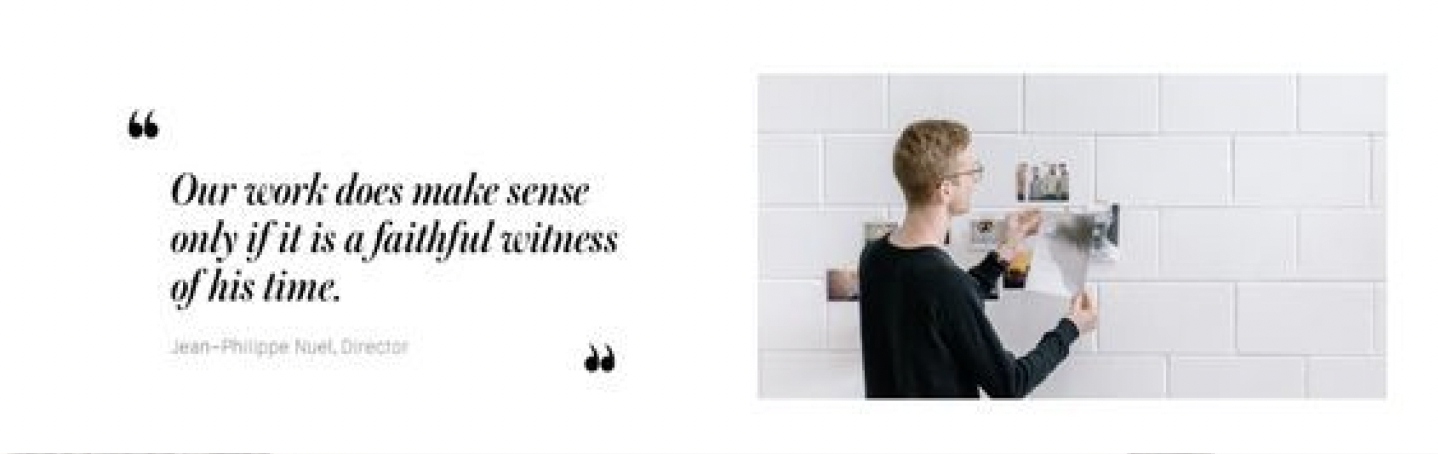 “
Our work does make sense
only if it is a faithful witness
of his time.
Jean-Philippe Nuel, Director
“